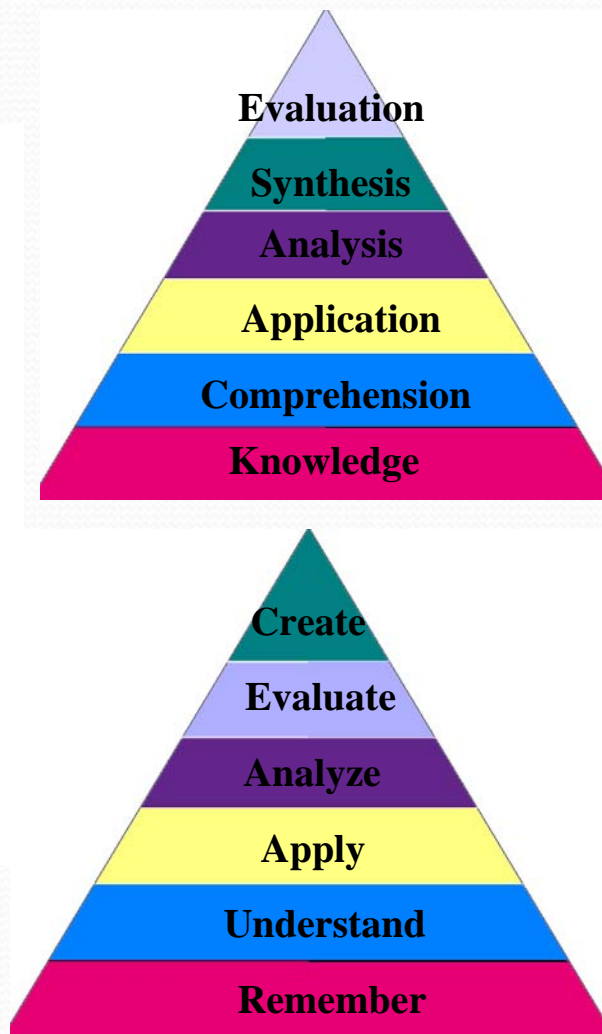 Evaluation
Synthesis
Analysis
Application
Comprehension
Knowledge
Create
Evaluate
Analyze
Apply
Understand
Remember